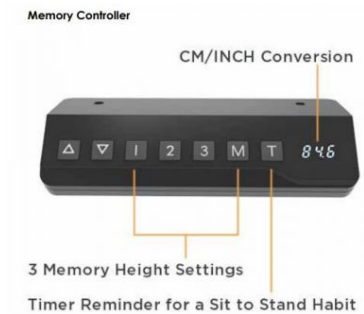 Memory Controller
CM/INCH Conversion
△ ▽ 1 2 3 M T 84.6
3 Memory Height Settings
Timer Reminder for a Sit to Stand Habit